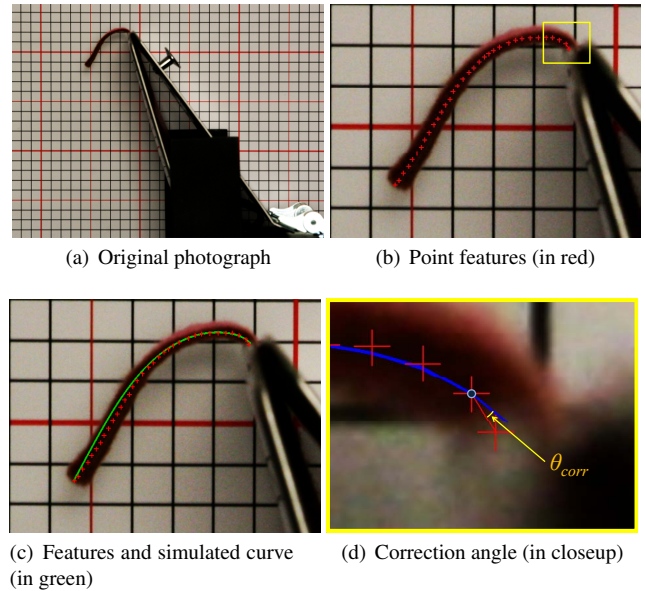 (a) Original photograph
(b) Point features (in red)
θcorr
(c) Features and simulated curve
(in green)
(d) Correction angle (in closeup)